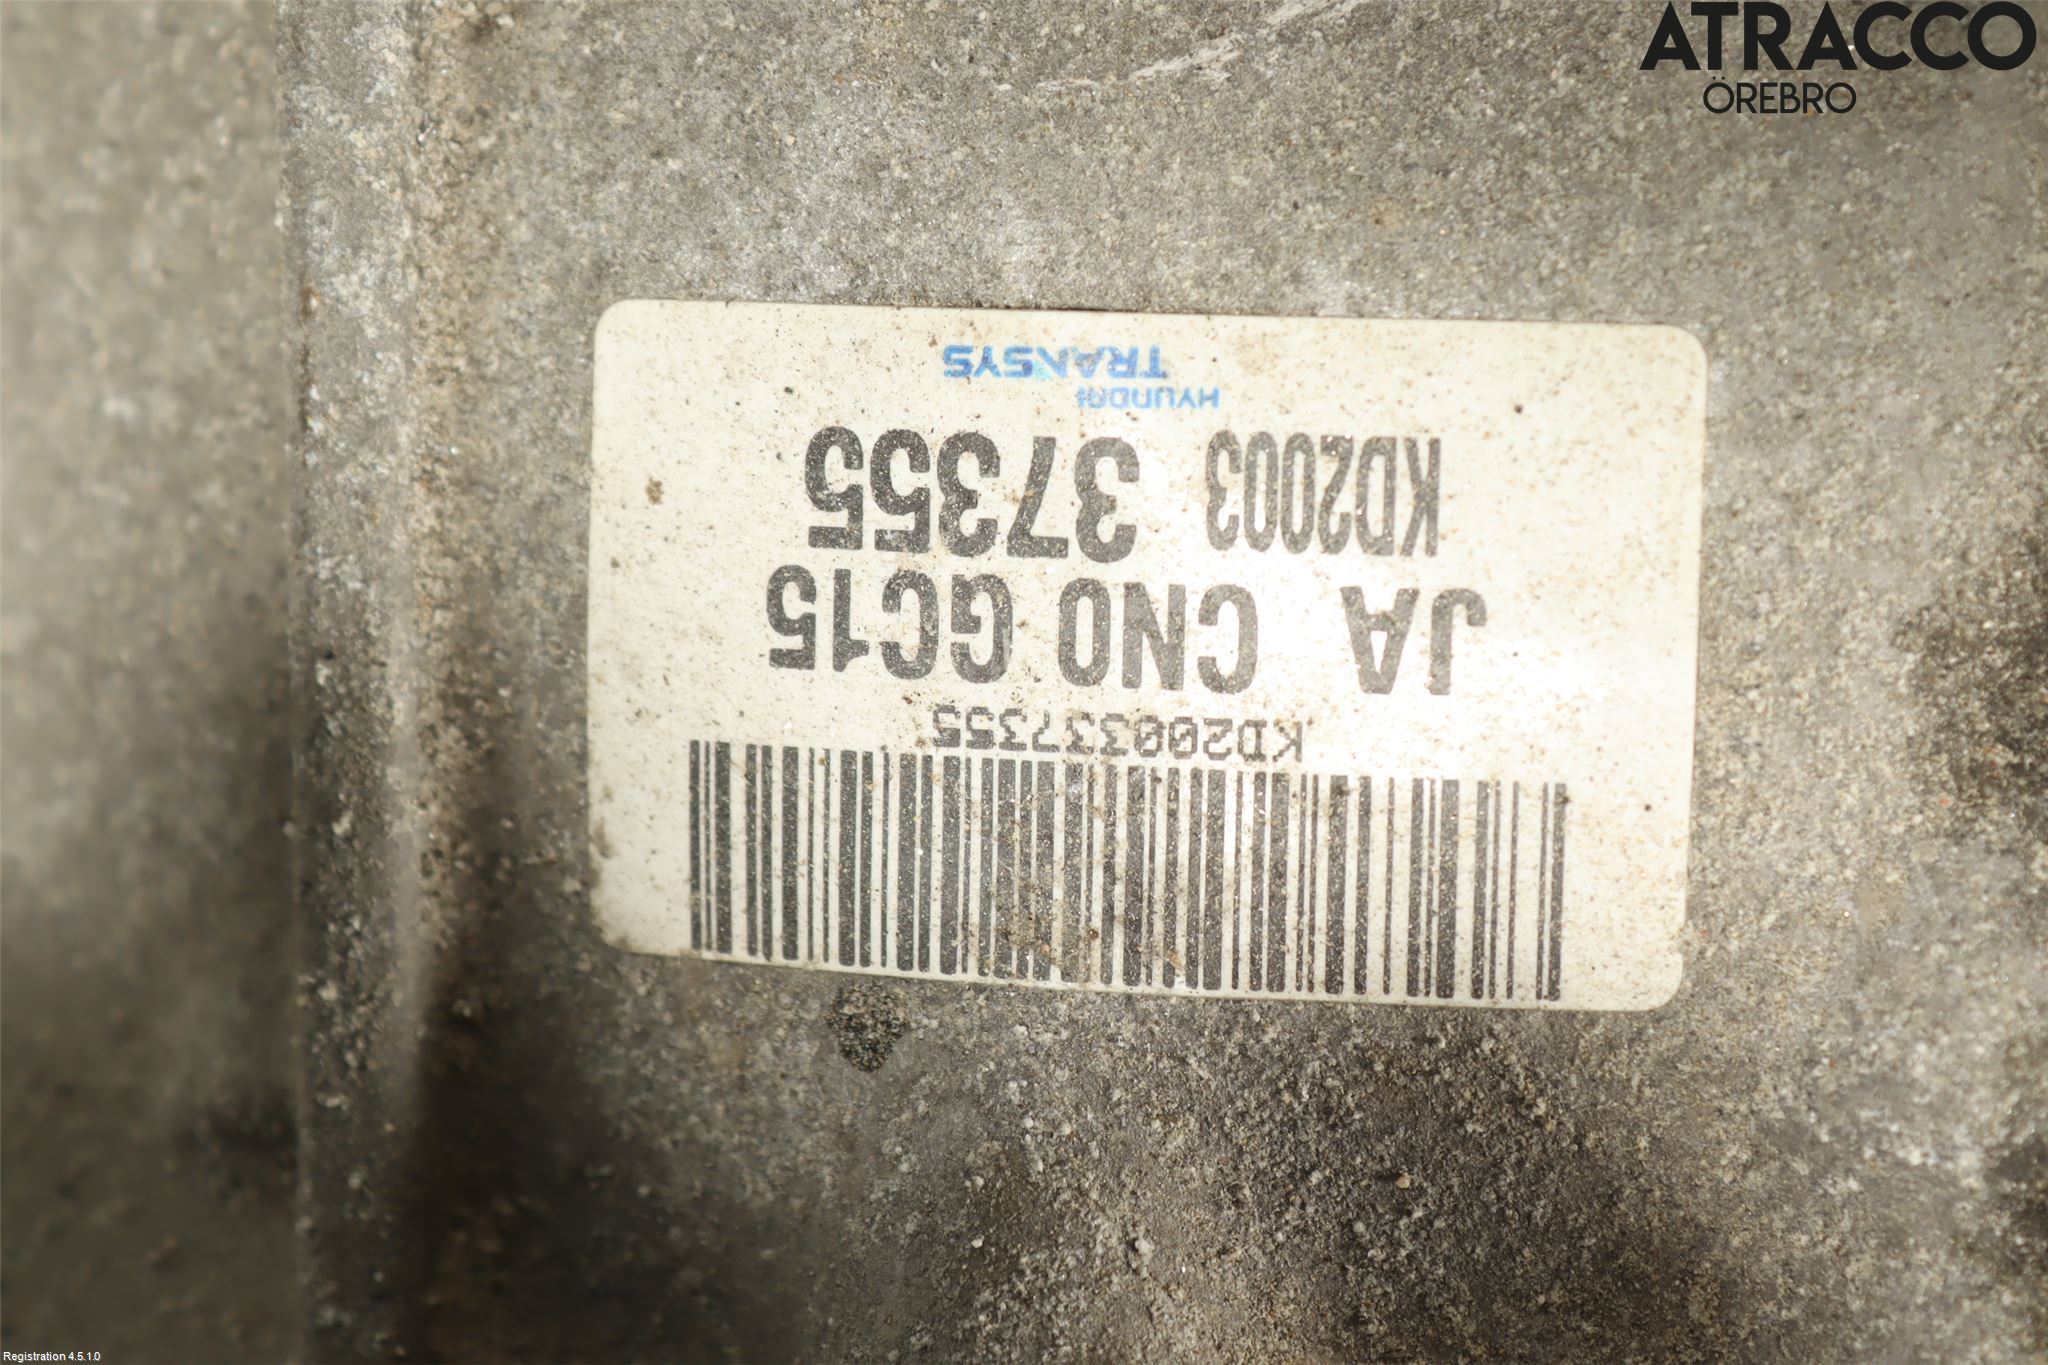 ATRACCO
ÖREBRO
KD200337355
JA CN0 GC15
KD2003 37355
HYUNDAI
TRANSYS
Registration 4.5.1.0